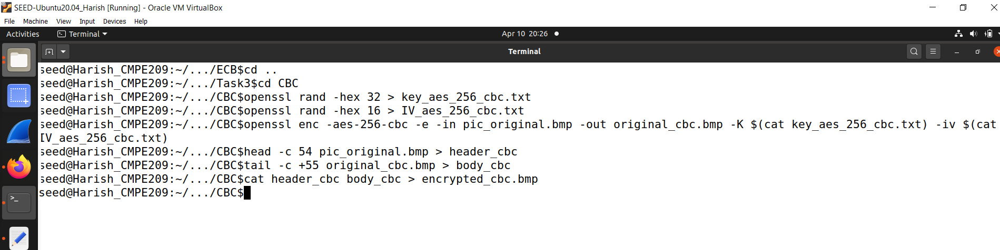 SEED-Ubuntu20.04_Harish [Running] - Oracle VM VirtualBox
File Machine View Input Devices Help
Activities Terminal Apr 10 20:26
Terminal
seed@Harish_CMPE209:~/.../ECB$cd ..
seed@Harish_CMPE209:~/.../Task3$cd CBC
seed@Harish_CMPE209:~/.../CBC$openssl rand -hex 32 > key_aes_256_cbc.txt
seed@Harish_CMPE209:~/.../CBC$openssl rand -hex 16 > IV_aes_256_cbc.txt
seed@Harish_CMPE209:~/.../CBC$openssl enc -aes-256-cbc -e -in pic_original.bmp -out original_cbc.bmp -K $(cat key_aes_256_cbc.txt) -iv $(cat
IV_aes_256_cbc.txt)
seed@Harish_CMPE209:~/.../CBC$head -c 54 pic_original.bmp > header_cbc
seed@Harish_CMPE209:~/.../CBC$tail -c +55 original_cbc.bmp > body_cbc
seed@Harish_CMPE209:~/.../CBC$cat header_cbc body_cbc > encrypted_cbc.bmp
seed@Harish_CMPE209:~/.../CBC$